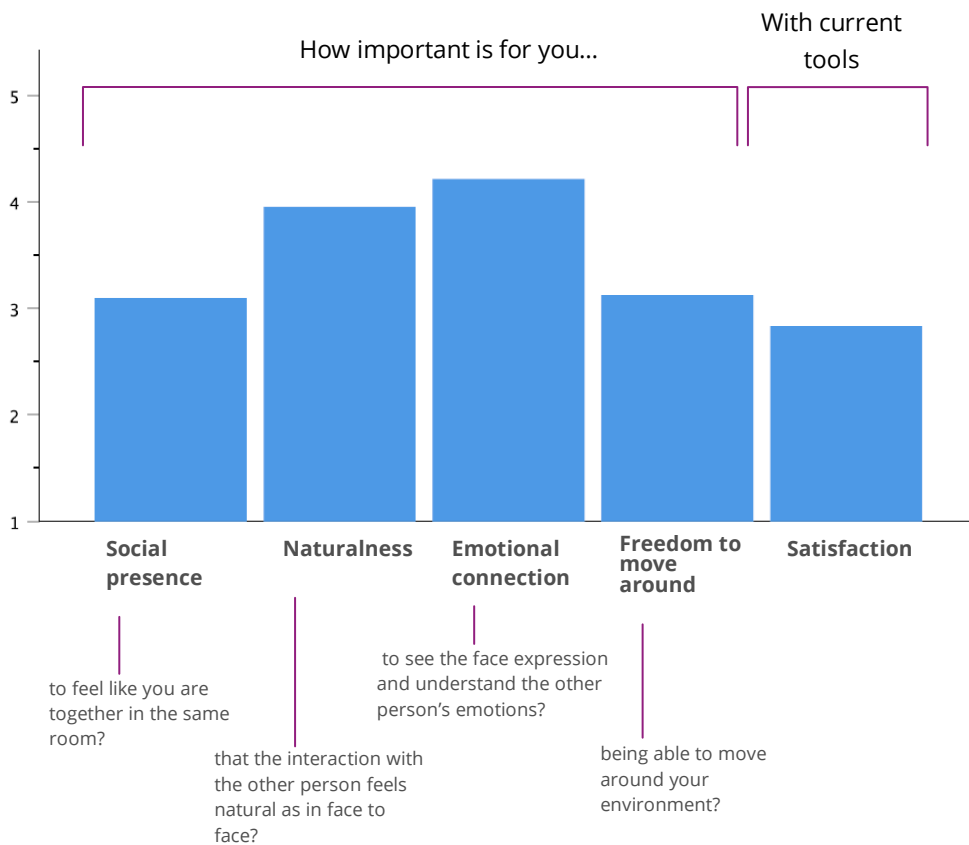 How important is for you...
With current
tools
5
4
3
2
1
Social
presence
Naturalness
Emotional
connection
Freedom to
move
around
Satisfaction
to feel like you are
together in the same
room?
that the interaction with
the other person feels
natural as in face to
face?
to see the face expression
and understand the other
person's emotions?
being able to move
around your
environment?